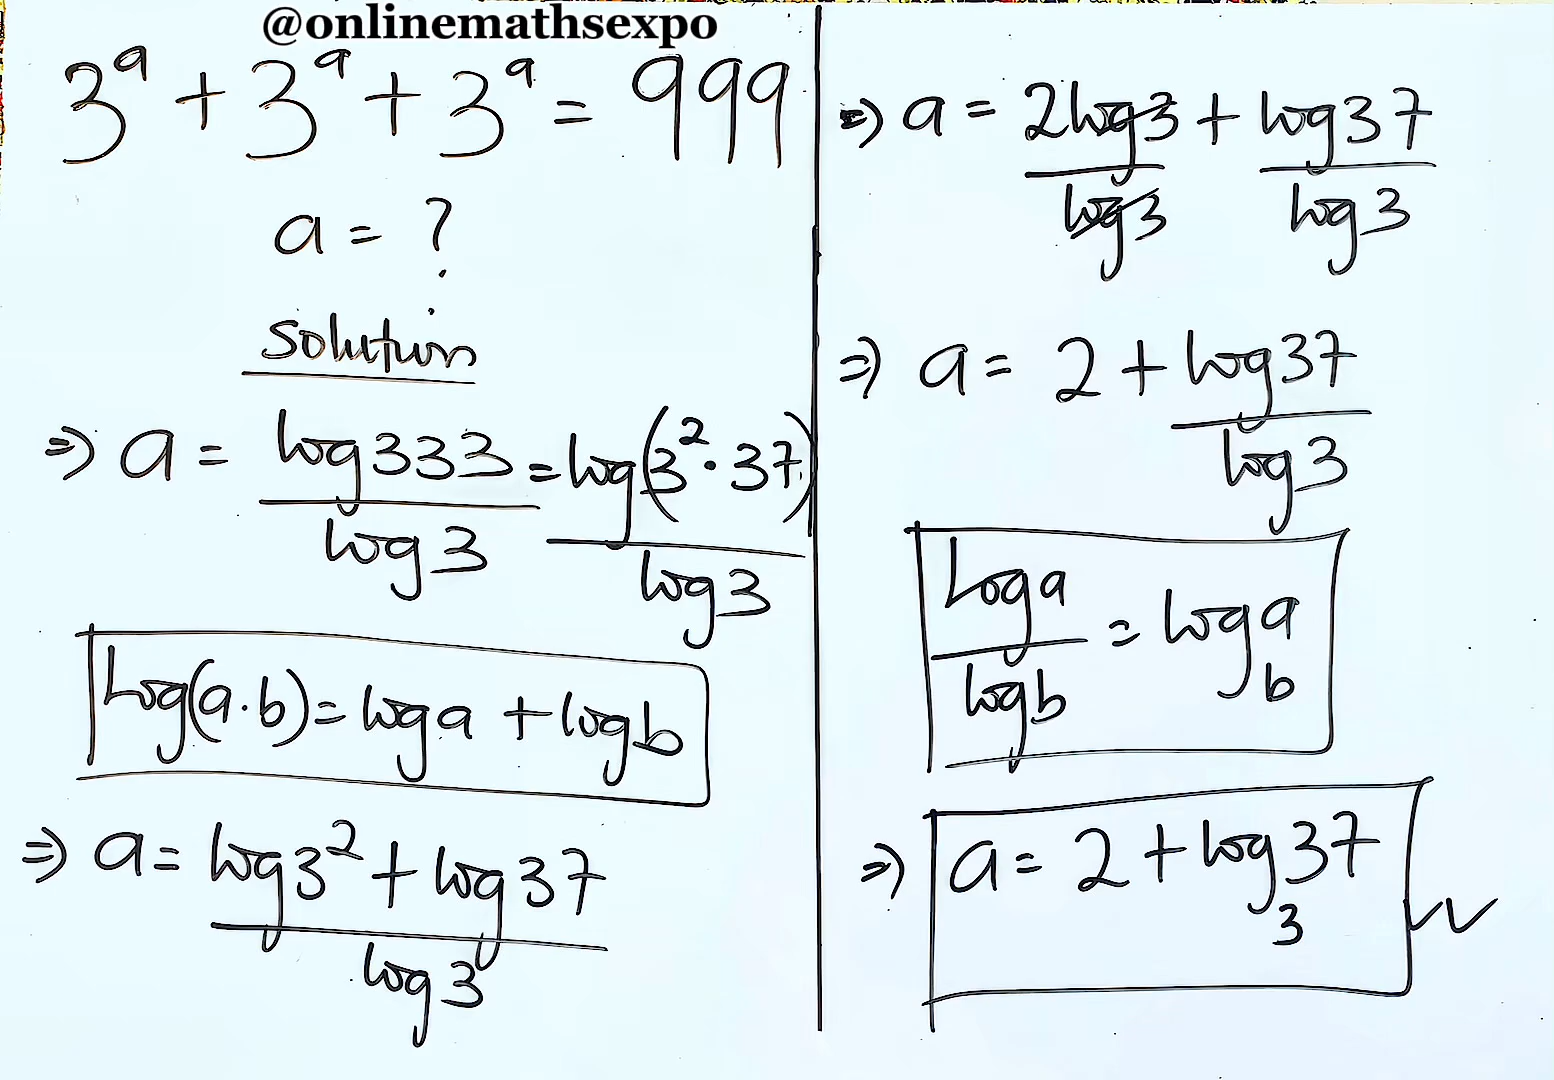 @onlinemathsexpo
3^a + 3^a + 3^a = 999
a = ?
Solution
⇒ a = log333/log3 = log(3²·37)/log3
Log(a·b) = loga + logb
⇒ a = (log3² + log37)/log3
⇒ a = 2log3/log3 + log37/log3
⇒ a = 2 + log37/log3
Loga/logb = log_b a
⇒ a = 2 + log_3 37